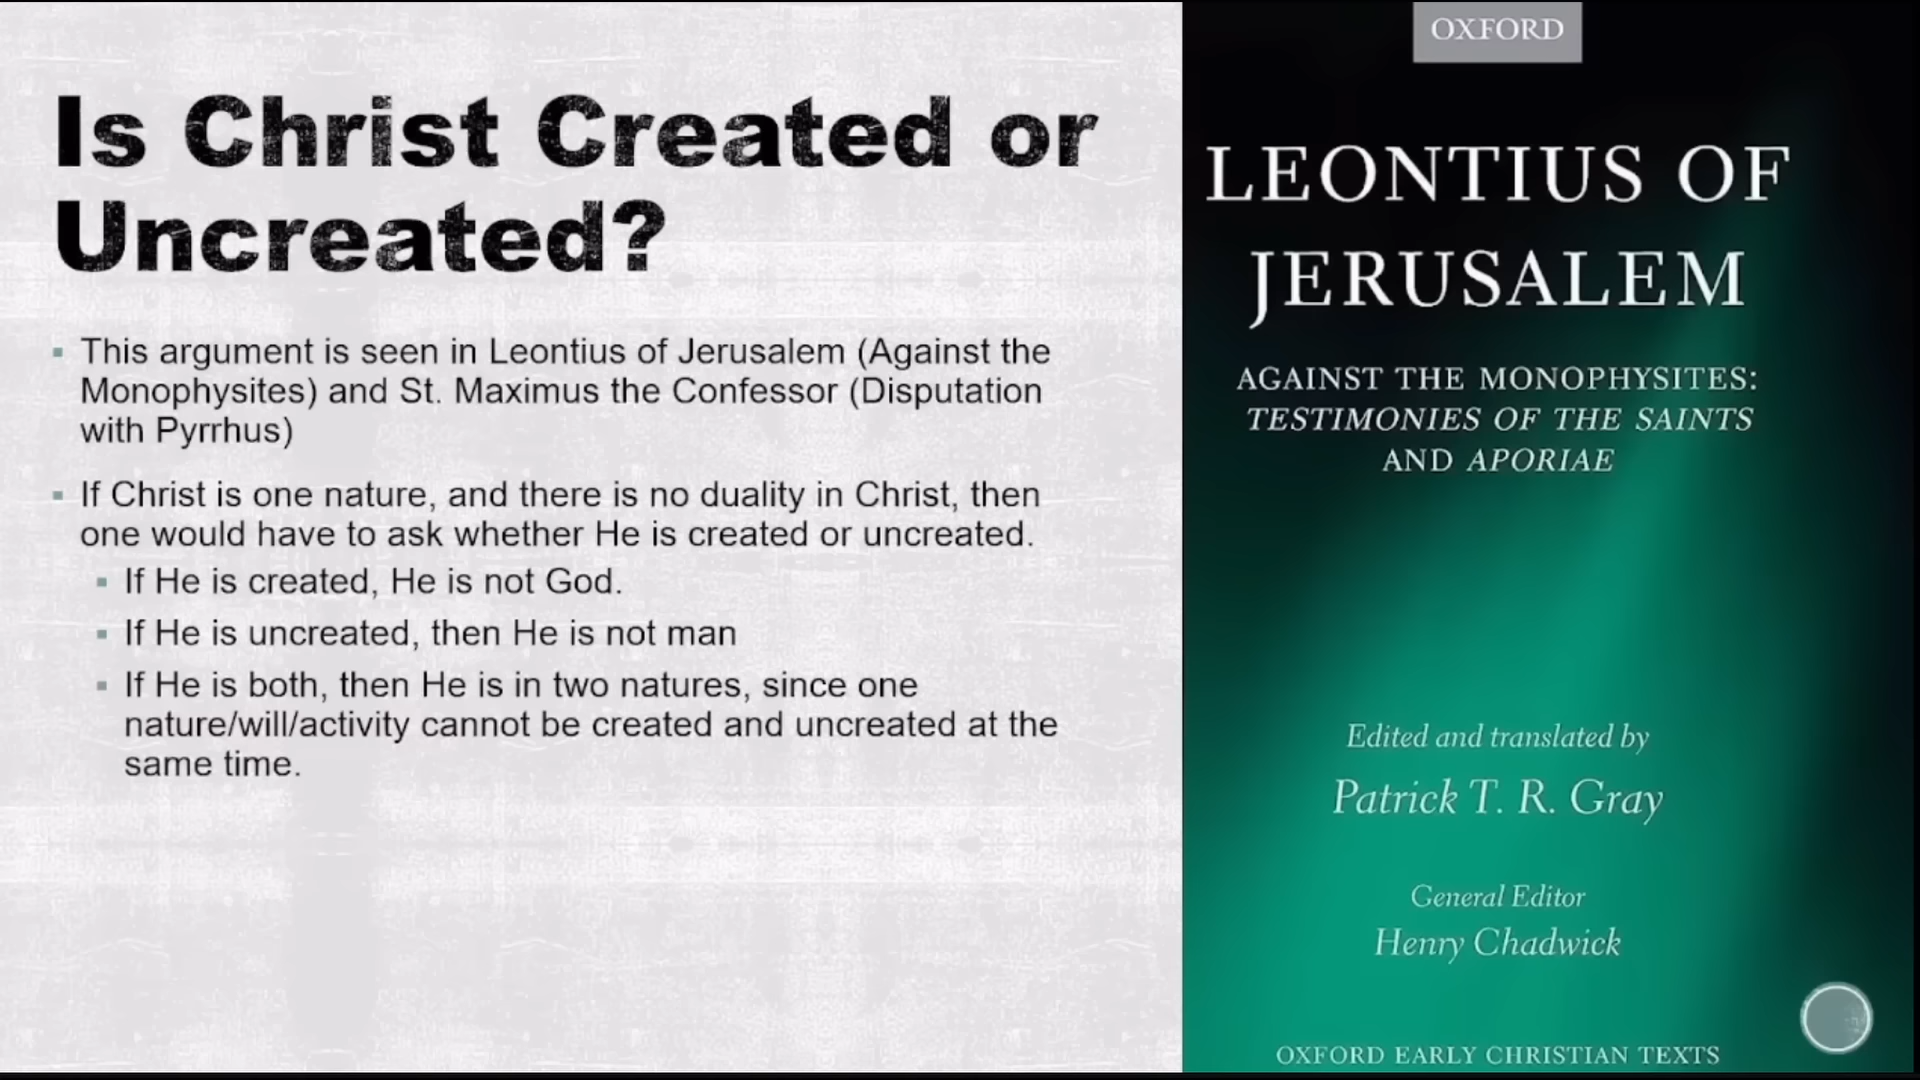 Is Christ Created or
Uncreated?
▪ This argument is seen in Leontius of Jerusalem (Against the
Monophysites) and St. Maximus the Confessor (Disputation
with Pyrrhus)
▪ If Christ is one nature, and there is no duality in Christ, then
one would have to ask whether He is created or uncreated.
▪ If He is created, He is not God.
▪ If He is uncreated, then He is not man
▪ If He is both, then He is in two natures, since one
nature/will/activity cannot be created and uncreated at the
same time.
OXFORD
LEONTIUS OF
JERUSALEM
AGAINST THE MONOPHYSITES:
TESTIMONIES OF THE SAINTS
AND APORIAE
Edited and translated by
Patrick T. R. Gray
General Editor
Henry Chadwick
OXFORD EARLY CHRISTIAN TEXTS